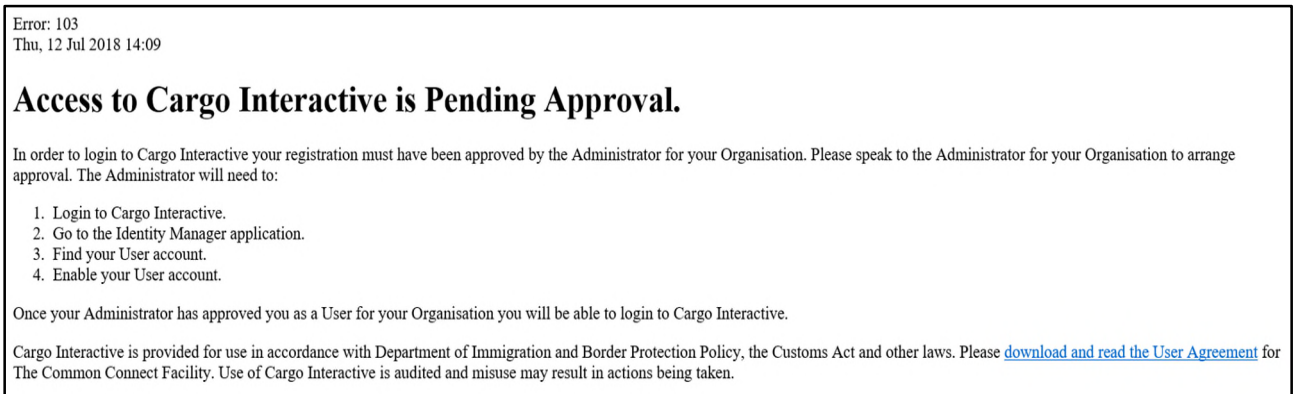 Error: 103
Thu, 12 Jul 2018 14:09
Access to Cargo Interactive is Pending Approval.
In order to login to Cargo Interactive your registration must have been approved by the Administrator for your Organisation. Please speak to the Administrator for your Organisation to arrange
approval. The Administrator will need to:
1. Login to Cargo Interactive.
2. Go to the Identity Manager application.
3. Find your User account.
4. Enable your User account.
Once your Administrator has approved you as a User for your Organisation you will be able to login to Cargo Interactive.
Cargo Interactive is provided for use in accordance with Department of Immigration and Border Protection Policy, the Customs Act and other laws. Please download and read the User Agreement for
The Common Connect Facility. Use of Cargo Interactive is audited and misuse may result in actions being taken.